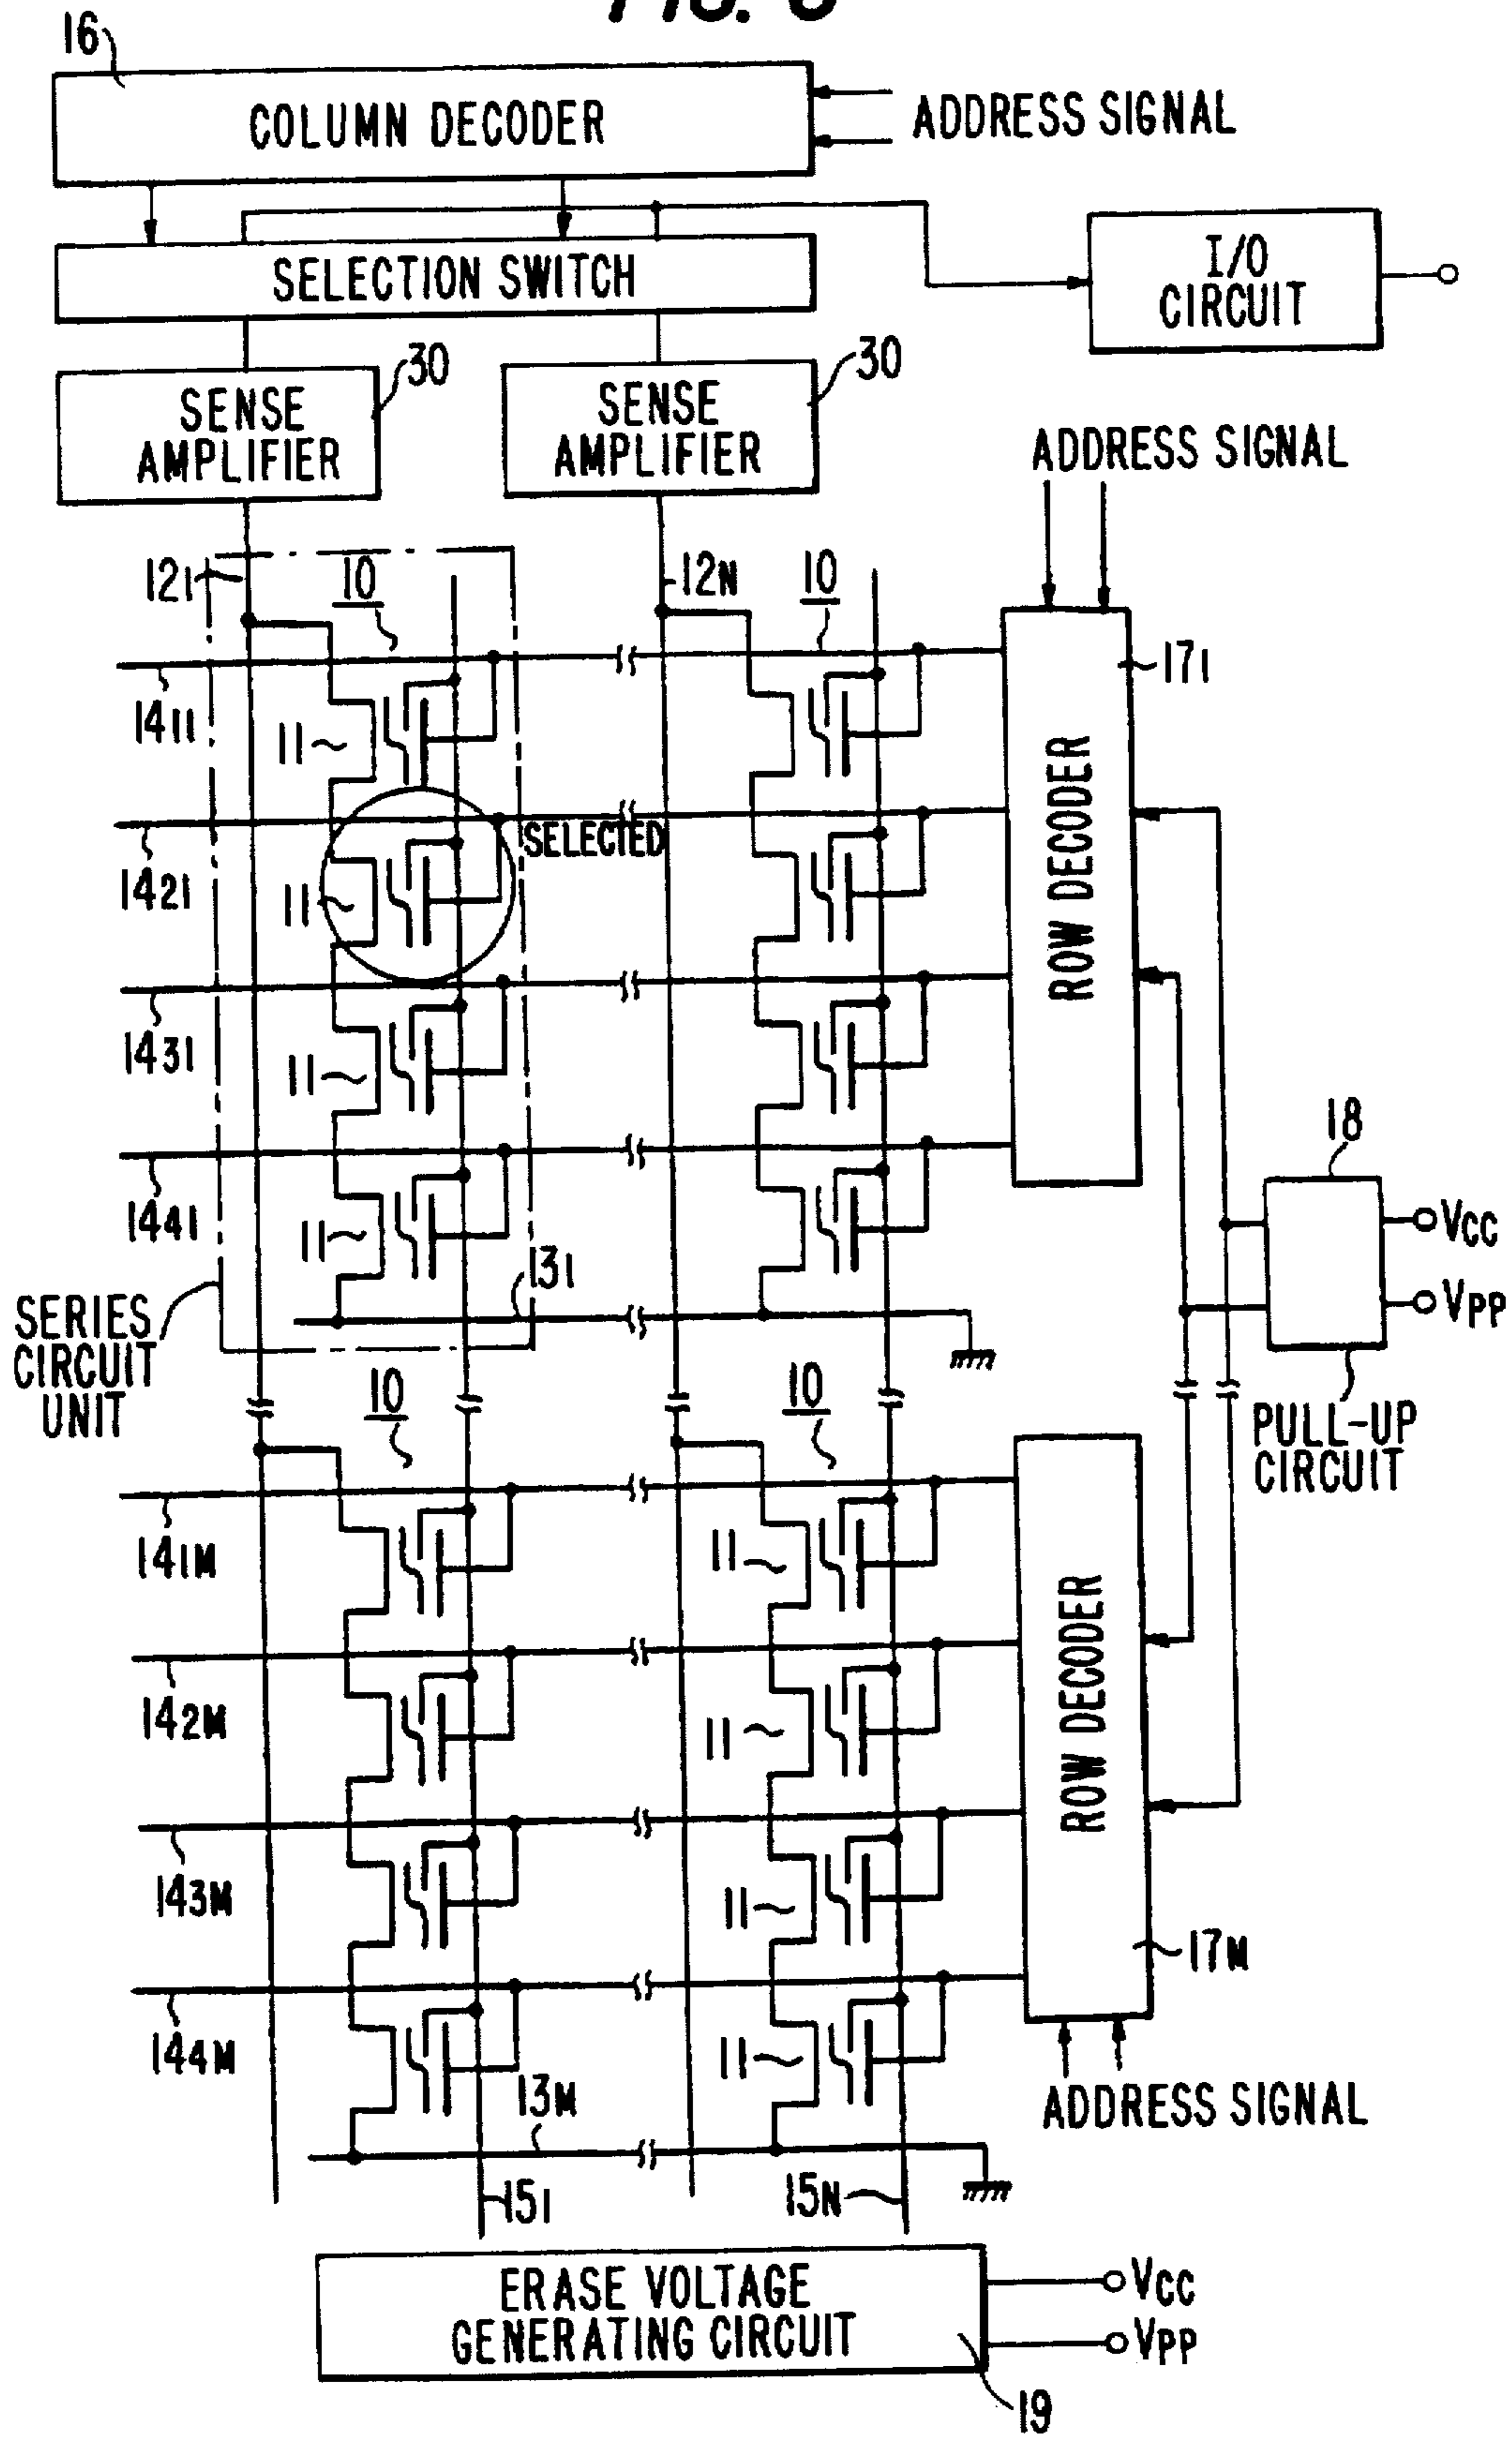 16
COLUMN DECODER
ADDRESS SIGNAL
SELECTION SWITCH
I/O
CIRCUIT
30
30
SENSE
AMPLIFIER
SENSE
AMPLIFIER
ADDRESS SIGNAL
121
10
12N
10
171
1411
11
ROW DECODER
SELECTED
1421
11
1431
11
18
1441
11
131
VCC
VPP
SERIES
CIRCUIT
UNIT
10
10
PULL-UP
CIRCUIT
141M
11
ROW DECODER
142M
11
143M
11
17M
144M
11
13M
ADDRESS SIGNAL
151
15N
ERASE VOLTAGE
GENERATING CIRCUIT
VCC
VPP
19